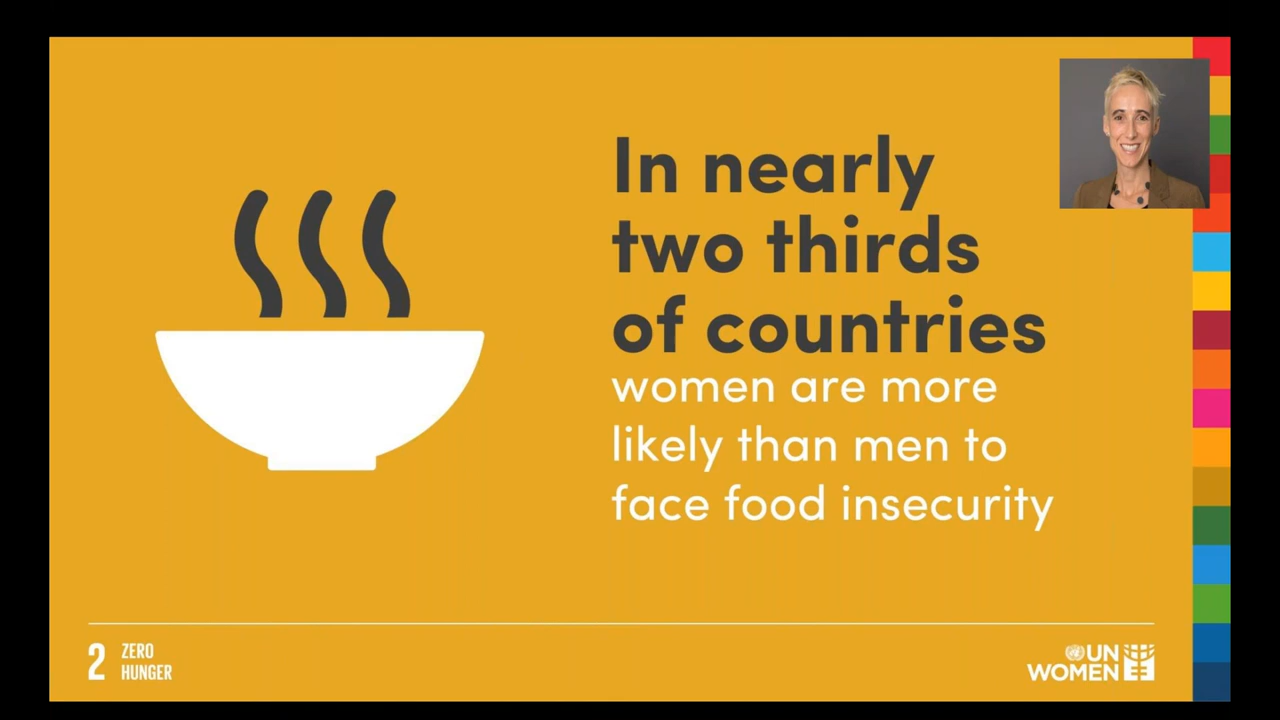 In nearly
two thirds
of countries
women are more
likely than men to
face food insecurity
2
ZERO
HUNGER
UN
WOMEN